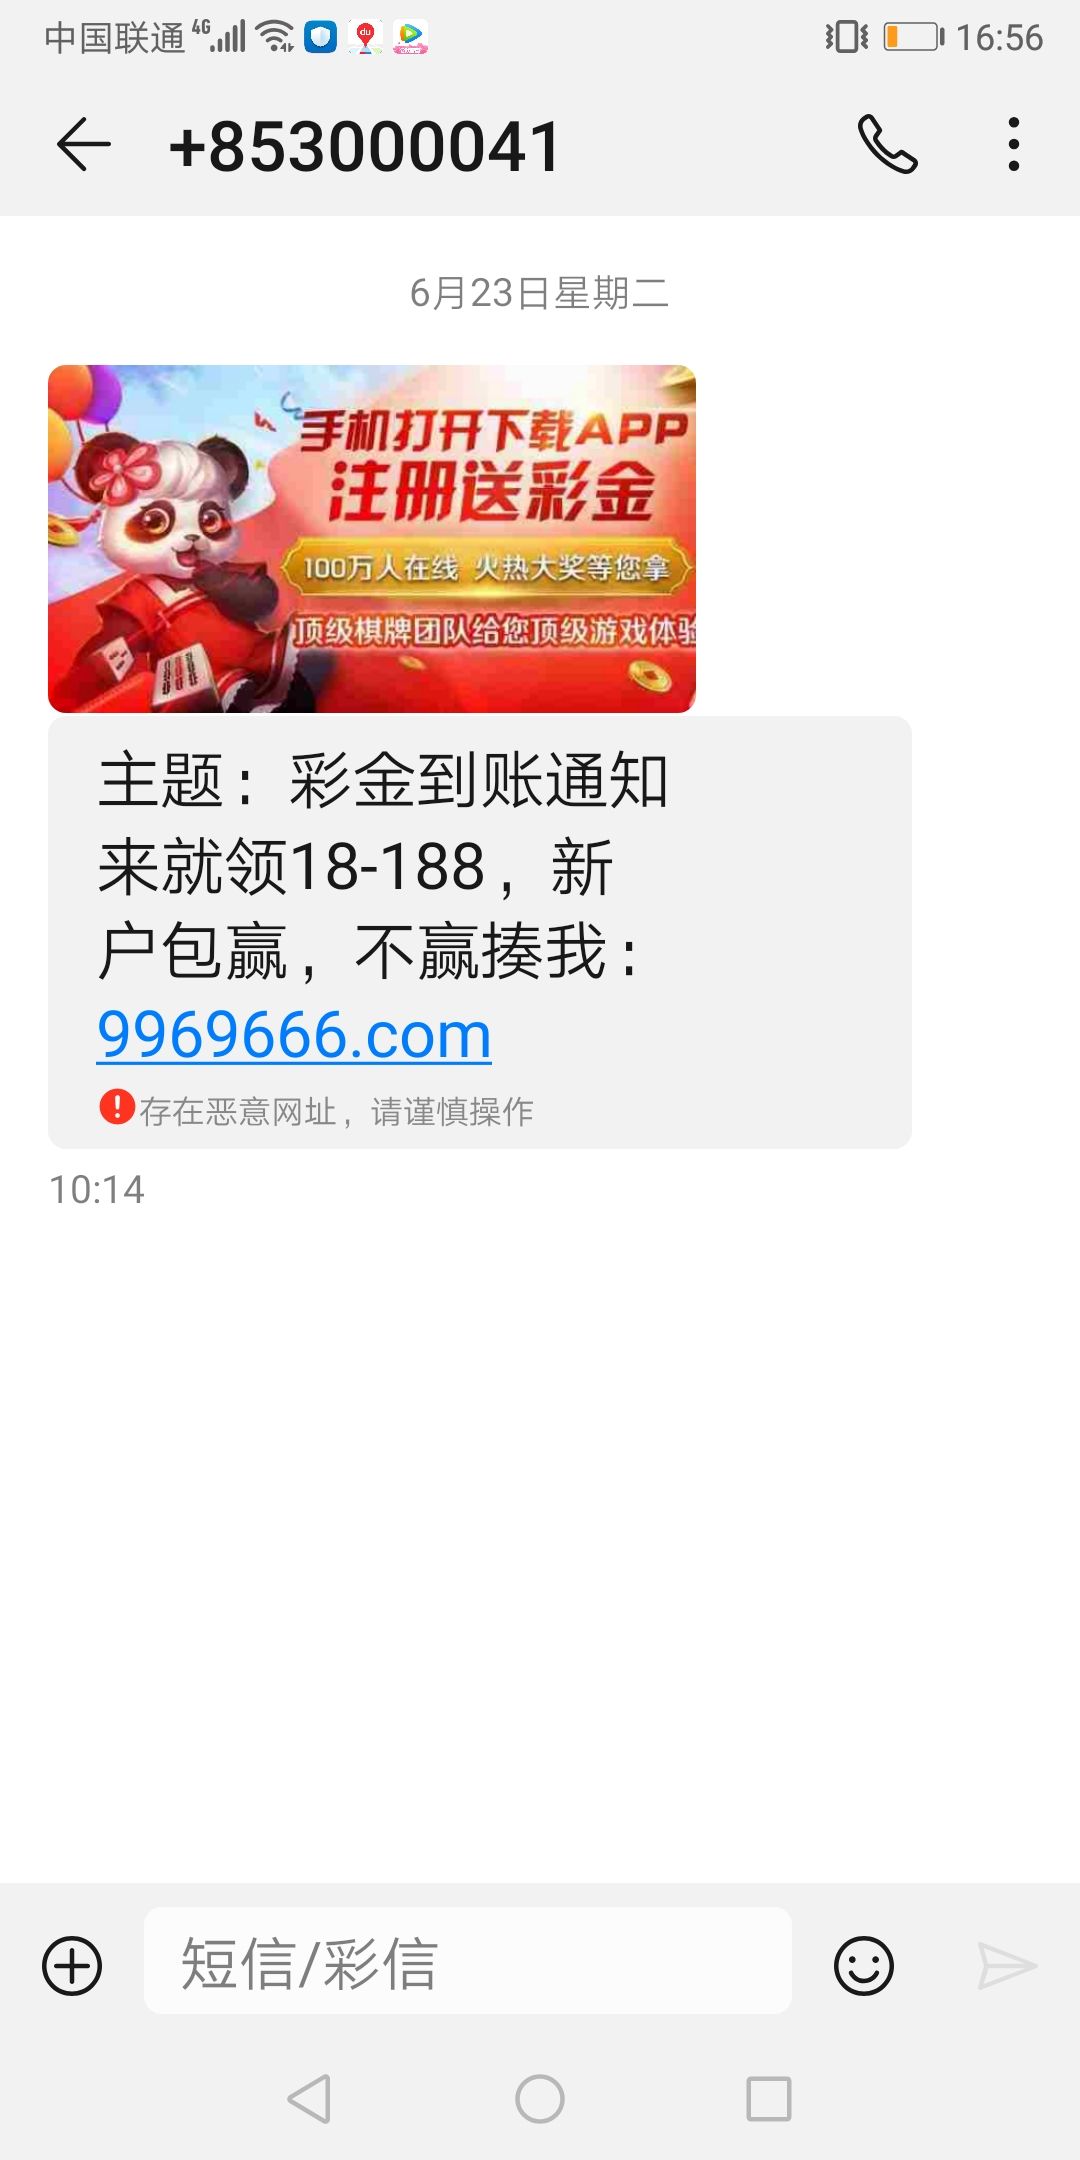 中国联通 4G 16:56
+853000041
6月23日星期二
手机打开下载APP
注册送彩金
100万人在线 火热大奖等您拿
顶级棋牌团队给您顶级游戏体验
主题：彩金到账通知
来就领18-188，新
户包赢，不赢揍我：
9969666.com
存在恶意网址，请谨慎操作
10:14
短信/彩信